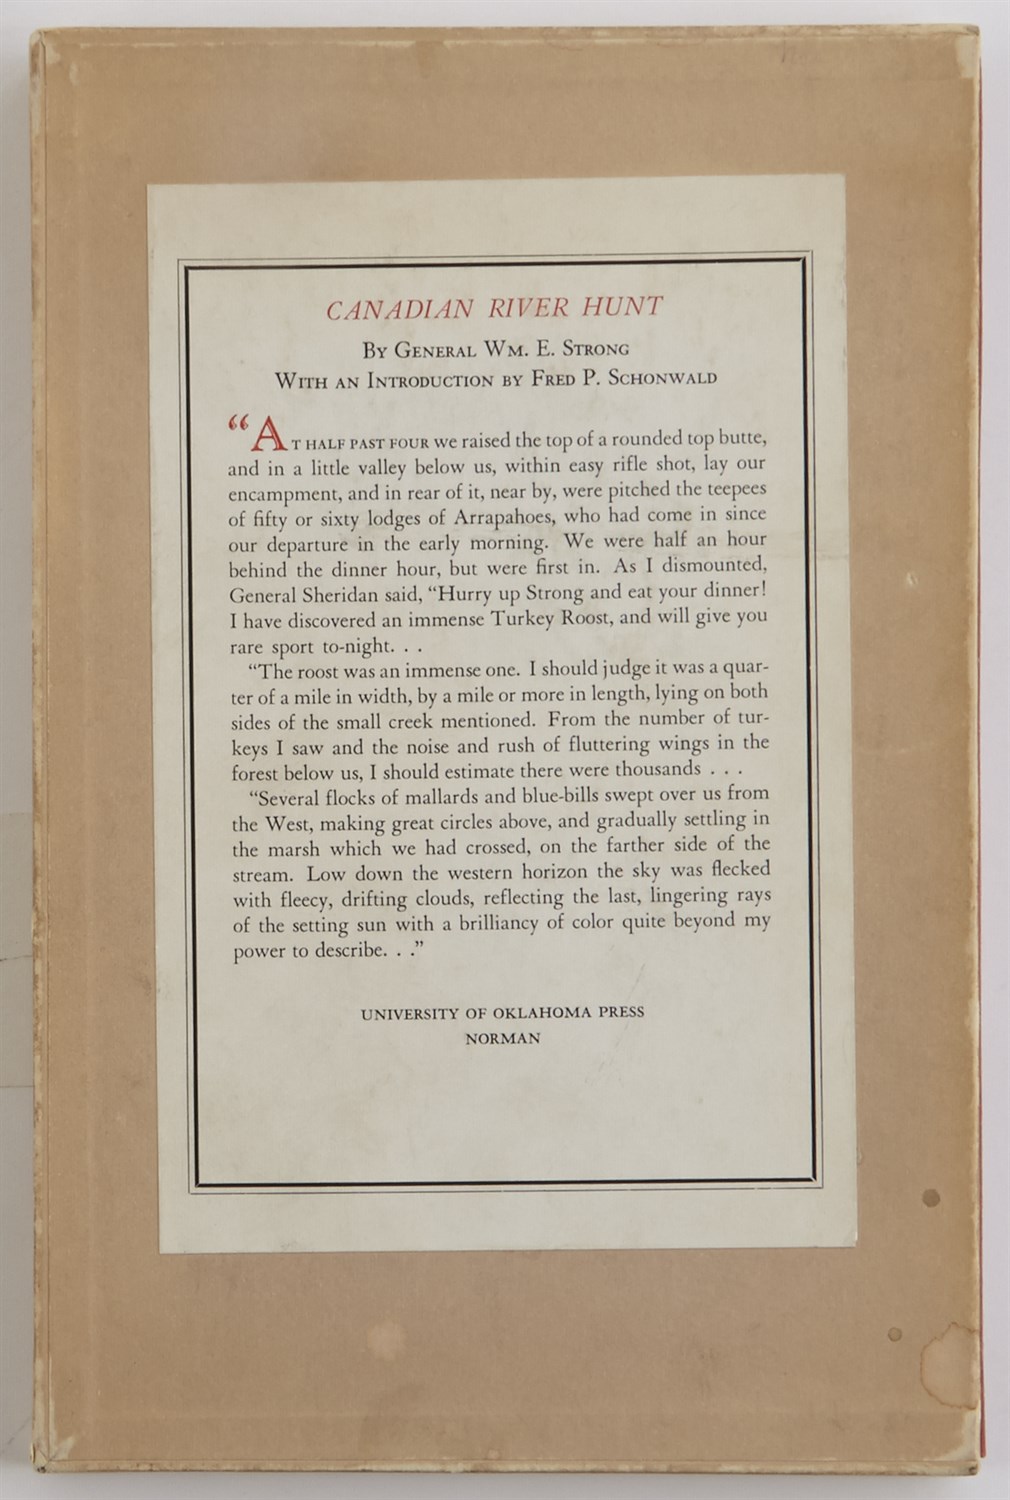 CANADIAN RIVER HUNT
BY GENERAL WM. E. STRONG
WITH AN INTRODUCTION BY FRED P. SCHONWALD
“AT HALF PAST FOUR we raised the top of a rounded top butte,
and in a little valley below us, within easy rifle shot, lay our
encampment, and in rear of it, near by, were pitched the teepees
of fifty or sixty lodges of Arrapahoes, who had come in since
our departure in the early morning. We were half an hour
behind the dinner hour, but were first in. As I dismounted,
General Sheridan said, “Hurry up Strong and eat your dinner!
I have discovered an immense Turkey Roost, and will give you
rare sport to-night. . .
“The roost was an immense one. I should judge it was a quar-
ter of a mile in width, by a mile or more in length, lying on both
sides of the small creek mentioned. From the number of tur-
keys I saw and the noise and rush of fluttering wings in the
forest below us, I should estimate there were thousands . . .
“Several flocks of mallards and blue-bills swept over us from
the West, making great circles above, and gradually settling in
the marsh which we had crossed, on the farther side of the
stream. Low down the western horizon the sky was flecked
with fleecy, drifting clouds, reflecting the last, lingering rays
of the setting sun with a brilliancy of color quite beyond my
power to describe. . .”
UNIVERSITY OF OKLAHOMA PRESS
NORMAN